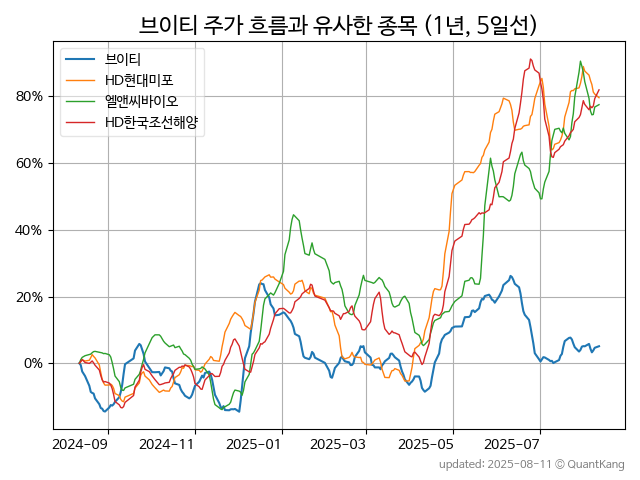 브이티 주가 흐름과 유사한 종목 (1년, 5일선)
브이티
HD현대미포
엘앤씨바이오
HD한국조선해양
80%
60%
40%
20%
0%
2024-09 2024-11 2025-01 2025-03 2025-05 2025-07
updated: 2025-08-11 © QuantKang